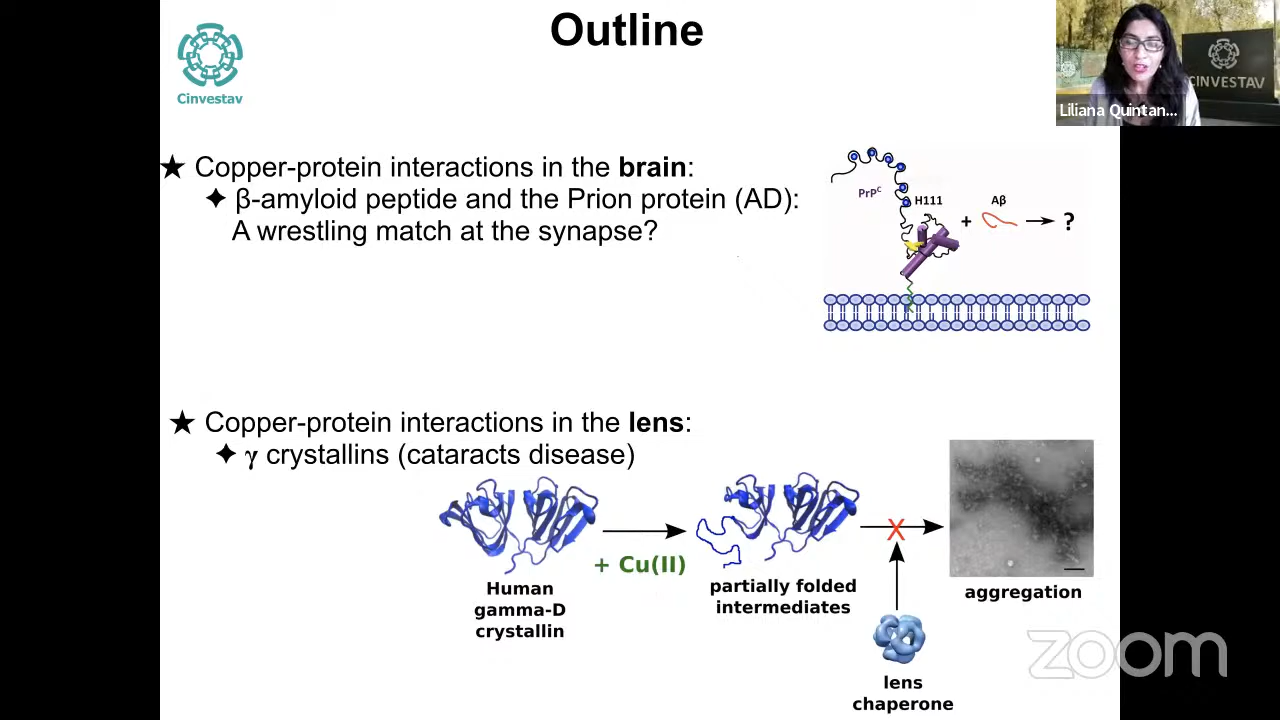 Outline
Cinvestav
CINVESTAV
Liliana Quintan...
★ Copper-protein interactions in the brain:
✦ β-amyloid peptide and the Prion protein (AD):
A wrestling match at the synapse?
PrPᶜ
H111
+
Aβ
?
★ Copper-protein interactions in the lens:
✦ γ crystallins (cataracts disease)
+ Cu(II)
X
Human
gamma-D
crystallin
partially folded
intermediates
aggregation
lens
chaperone
zoom